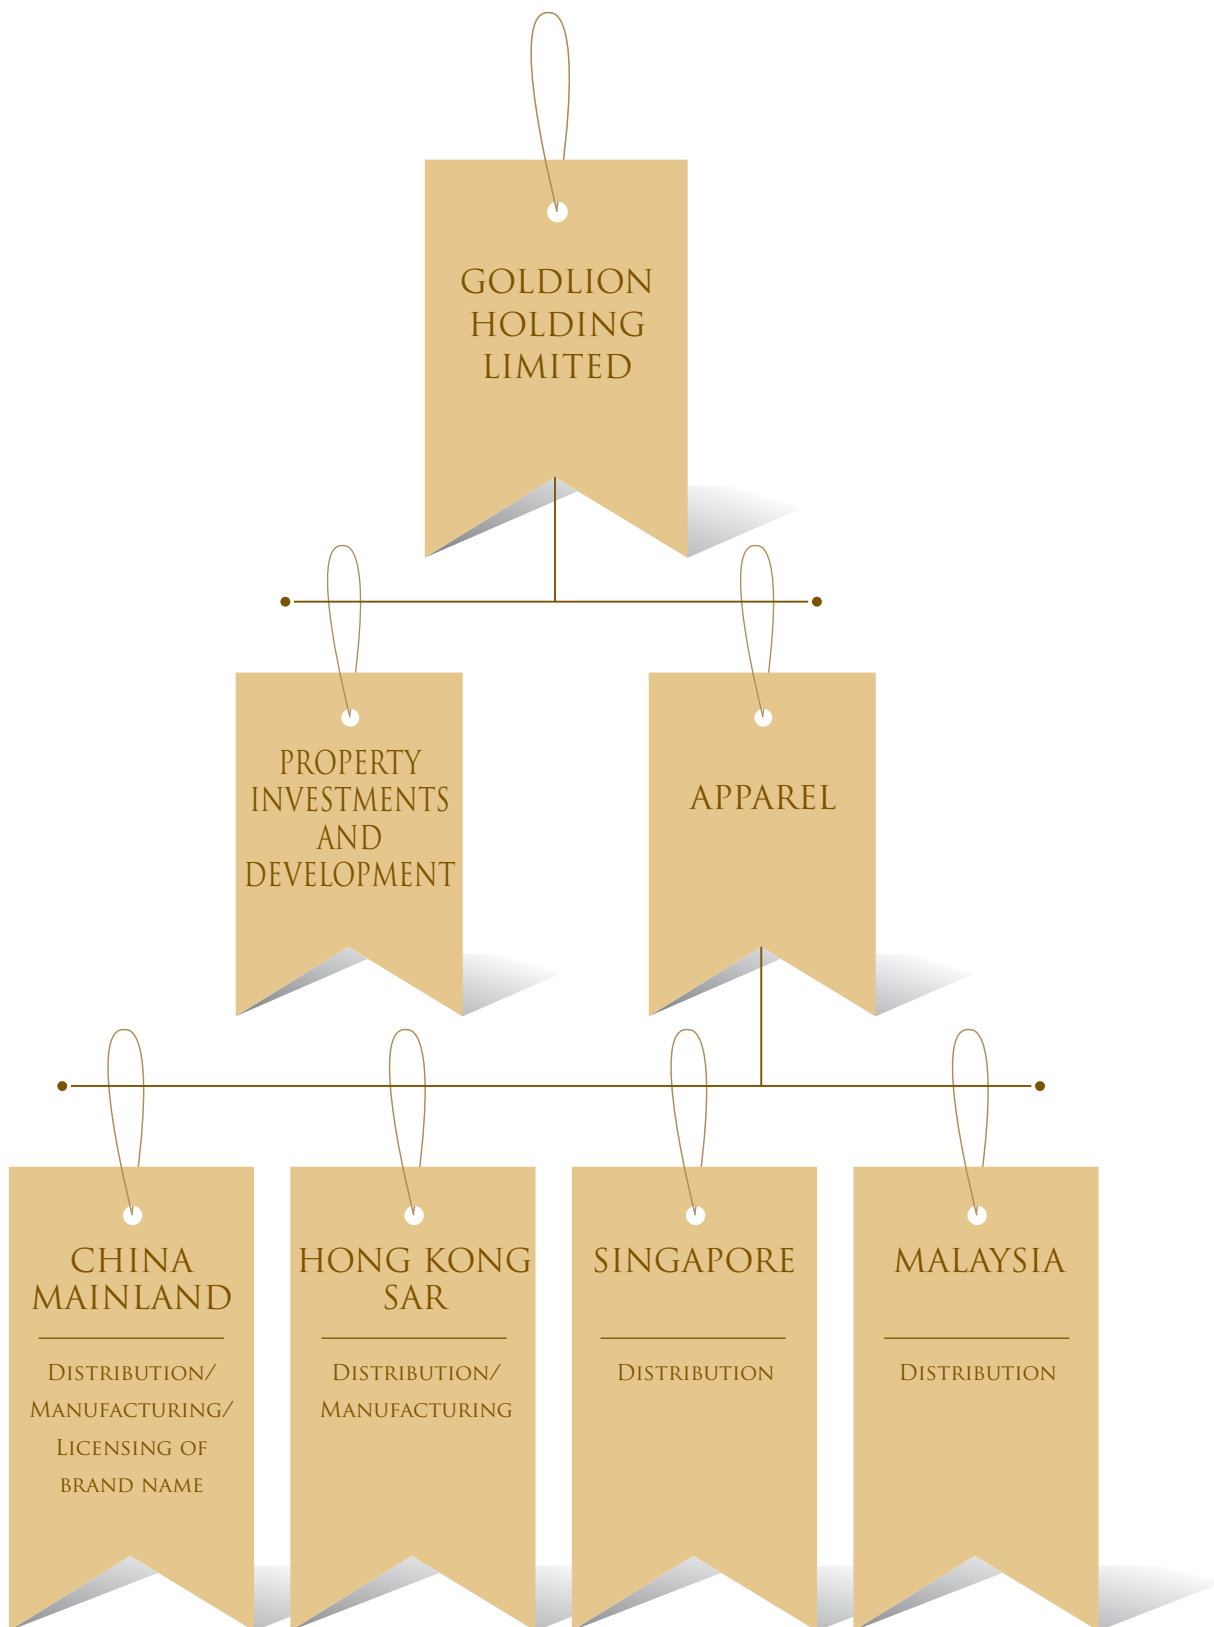 GOLDLION
HOLDING
LIMITED
PROPERTY
INVESTMENTS
AND
DEVELOPMENT
APPAREL
CHINA
MAINLAND
DISTRIBUTION/
MANUFACTURING/
LICENSING OF
BRAND NAME
HONG KONG
SAR
DISTRIBUTION/
MANUFACTURING
SINGAPORE
DISTRIBUTION
MALAYSIA
DISTRIBUTION